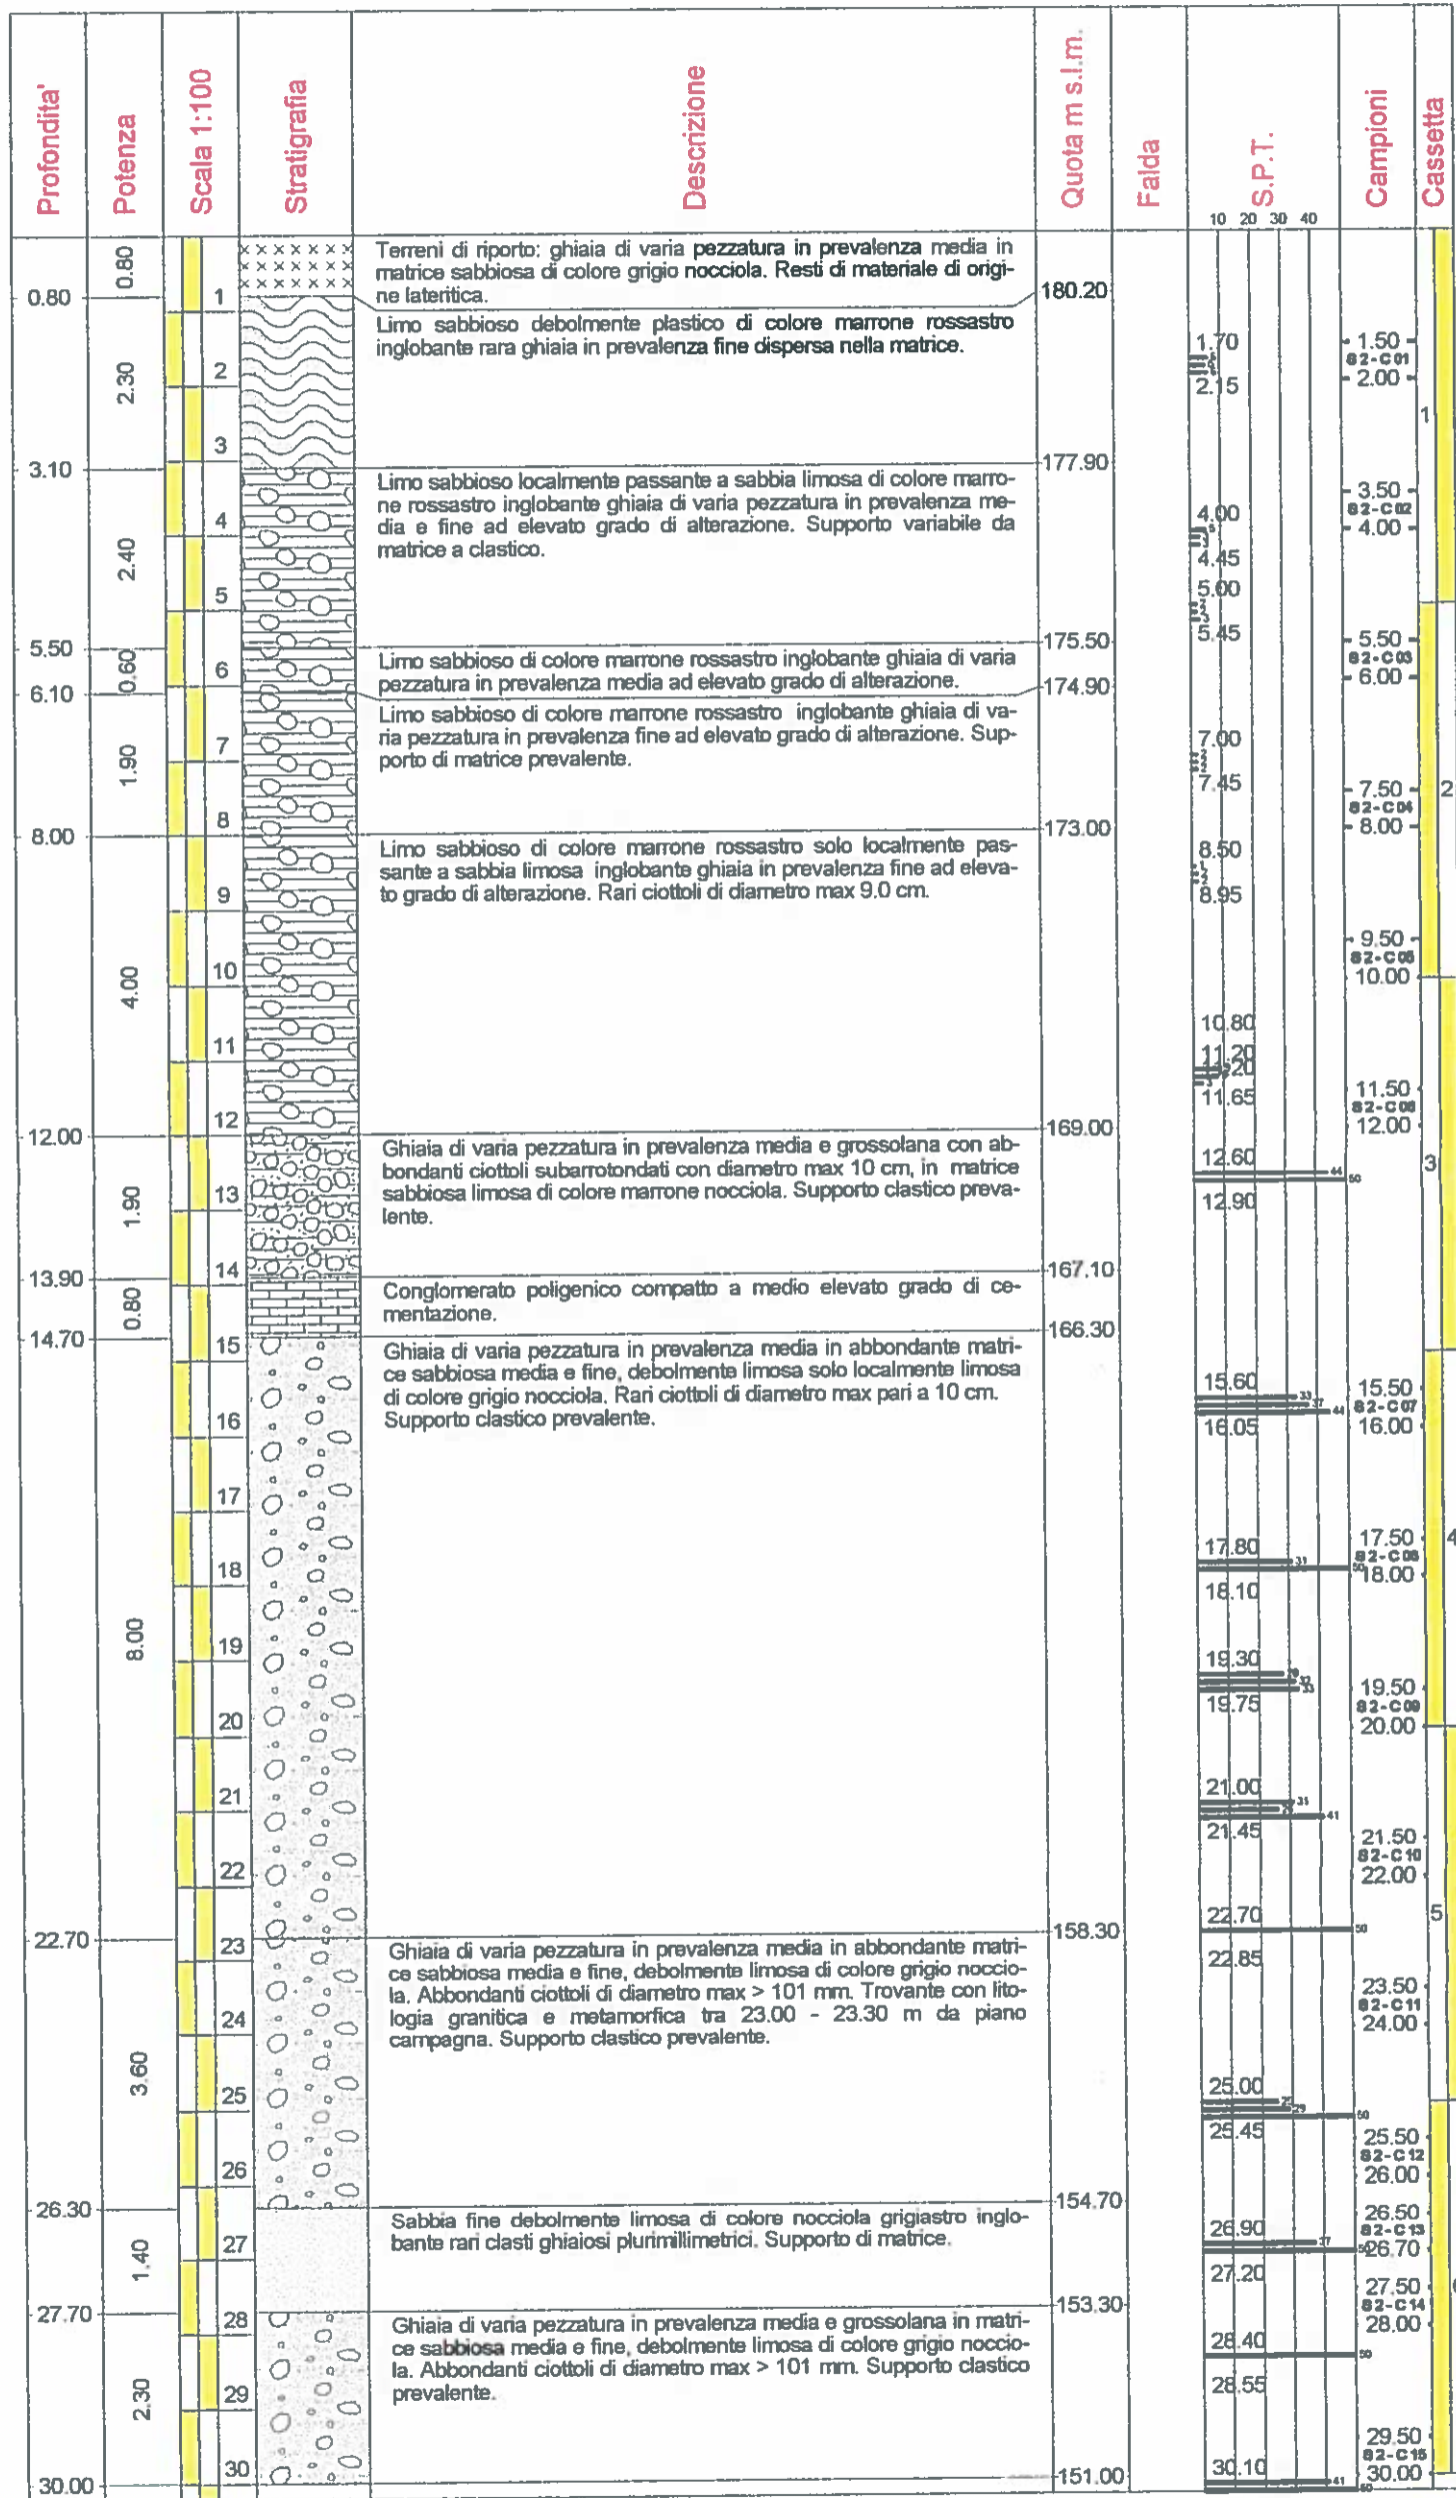 Profondita'
Potenza
Scala 1:100
Stratigrafia
Descrizione
Quota m s.l.m.
Falda
S.P.T.
10 20 30 40
Campioni
Cassetta
0.80
0.80
1
Terreni di riporto: ghiaia di varia pezzatura in prevalenza media in
matrice sabbiosa di colore grigio nocciola. Resti di materiale di origi-
ne lateritica.
180.20
2.30
2
3
Limo sabbioso debolmente plastico di colore marrone rossastro
inglobante rara ghiaia in prevalenza fine dispersa nella matrice.
1.70
2.15
1.50
S2-C01
2.00
1
3.10
177.90
2.40
4
5
Limo sabbioso localmente passante a sabbia limosa di colore marro-
ne rossastro inglobante ghiaia di varia pezzatura in prevalenza me-
dia e fine ad elevato grado di alterazione. Supporto variabile da
matrice a clastico.
4.00
4.45
5.00
5.45
3.50
S2-C02
4.00
5.50
175.50
0.60
6
Limo sabbioso di colore marrone rossastro inglobante ghiaia di varia
pezzatura in prevalenza media ad elevato grado di alterazione.
5.50
S2-C03
6.00
6.10
174.90
1.90
7
8
Limo sabbioso di colore marrone rossastro inglobante ghiaia di va-
ria pezzatura in prevalenza fine ad elevato grado di alterazione. Sup-
porto di matrice prevalente.
7.00
7.45
7.50
S2-C04
8.00
2
8.00
173.00
4.00
9
10
11
12
Limo sabbioso di colore marrone rossastro solo localmente pas-
sante a sabbia limosa inglobante ghiaia in prevalenza fine ad eleva-
to grado di alterazione. Rari ciottoli di diametro max 9.0 cm.
8.50
8.95
9.50
S2-C05
10.00
10.80
11.20
11.20
11.65
11.50
S2-C06
12.00
12.00
169.00
1.90
13
14
Ghiaia di varia pezzatura in prevalenza media e grossolana con ab-
bondanti ciottoli subarrotondati con diametro max 10 cm, in matrice
sabbiosa limosa di colore marrone nocciola. Supporto clastico preva-
lente.
12.60
44
50
12.90
3
13.90
167.10
0.80
Conglomerato poligenico compatto a medio elevato grado di ce-
mentazione.
14.70
166.30
8.00
15
16
17
18
19
20
21
22
Ghiaia di varia pezzatura in prevalenza media in abbondante matri-
ce sabbiosa media e fine, debolmente limosa solo localmente limosa
di colore grigio nocciola. Rari ciottoli di diametro max pari a 10 cm.
Supporto clastico prevalente.
15.60
33
37
44
16.05
15.50
S2-C07
16.00
17.80
31
50
18.10
17.50
S2-C08
18.00
4
19.30
32
33
19.75
19.50
S2-C09
20.00
21.00
31
41
21.45
21.50
S2-C10
22.00
5
22.70
158.30
3.60
23
24
25
26
Ghiaia di varia pezzatura in prevalenza media in abbondante matri-
ce sabbiosa media e fine, debolmente limosa di colore grigio noccio-
la. Abbondanti ciottoli di diametro max > 101 mm. Trovante con lito-
logia granitica e metamorfica tra 23.00 - 23.30 m da piano
campagna. Supporto clastico prevalente.
22.70
50
22.85
23.50
S2-C11
24.00
25.00
29
50
25.45
25.50
S2-C12
26.00
26.30
154.70
1.40
27
Sabbia fine debolmente limosa di colore nocciola grigiastro inglo-
bante rari clasti ghiaiosi plurimillimetrici. Supporto di matrice.
26.90
37
50
27.20
26.50
S2-C13
26.70
27.50
S2-C14
28.00
27.70
153.30
2.30
28
29
30
Ghiaia di varia pezzatura in prevalenza media e grossolana in matri-
ce sabbiosa media e fine, debolmente limosa di colore grigio noccio-
la. Abbondanti ciottoli di diametro max > 101 mm. Supporto clastico
prevalente.
28.40
50
28.55
29.50
S2-C15
30.00
30.10
41
50
30.00
151.00